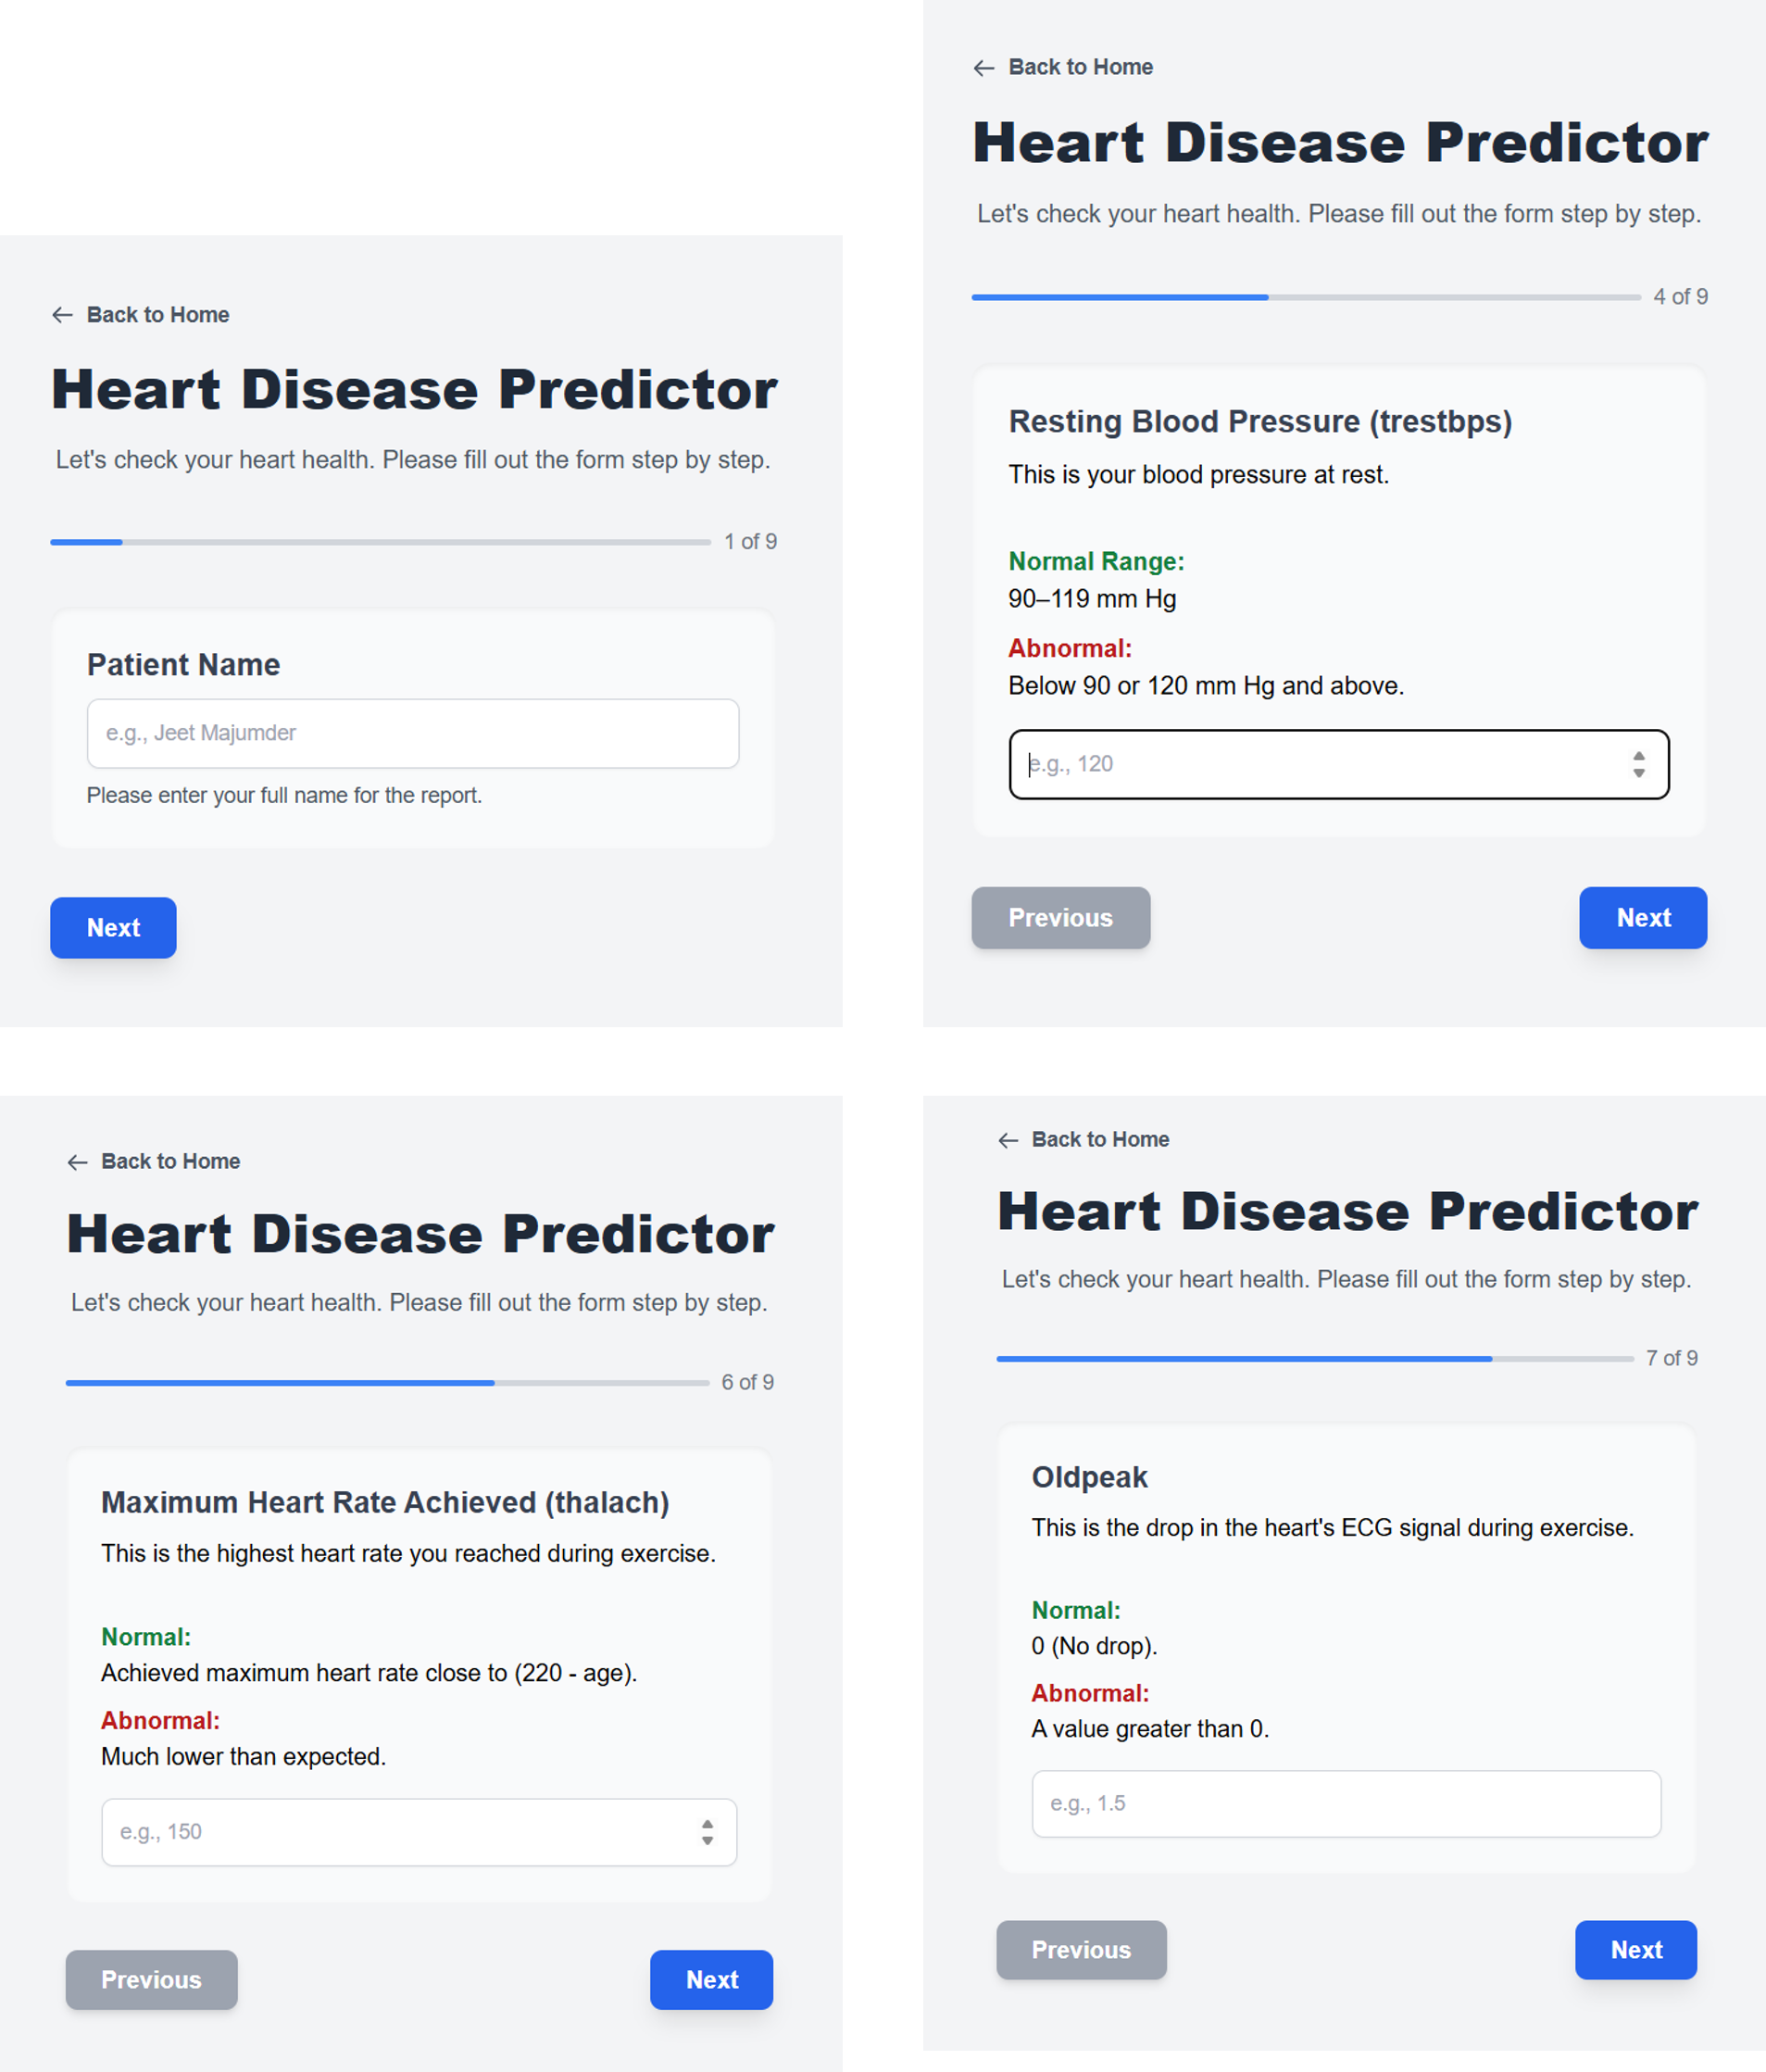 ← Back to Home
Heart Disease Predictor
Let's check your heart health. Please fill out the form step by step.
1 of 9
Patient Name
e.g., Jeet Majumder
Please enter your full name for the report.
Next
← Back to Home
Heart Disease Predictor
Let's check your heart health. Please fill out the form step by step.
4 of 9
Resting Blood Pressure (trestbps)
This is your blood pressure at rest.
Normal Range:
90–119 mm Hg
Abnormal:
Below 90 or 120 mm Hg and above.
e.g., 120
Previous
Next
← Back to Home
Heart Disease Predictor
Let's check your heart health. Please fill out the form step by step.
6 of 9
Maximum Heart Rate Achieved (thalach)
This is the highest heart rate you reached during exercise.
Normal:
Achieved maximum heart rate close to (220 - age).
Abnormal:
Much lower than expected.
e.g., 150
Previous
Next
← Back to Home
Heart Disease Predictor
Let's check your heart health. Please fill out the form step by step.
7 of 9
Oldpeak
This is the drop in the heart's ECG signal during exercise.
Normal:
0 (No drop).
Abnormal:
A value greater than 0.
e.g., 1.5
Previous
Next